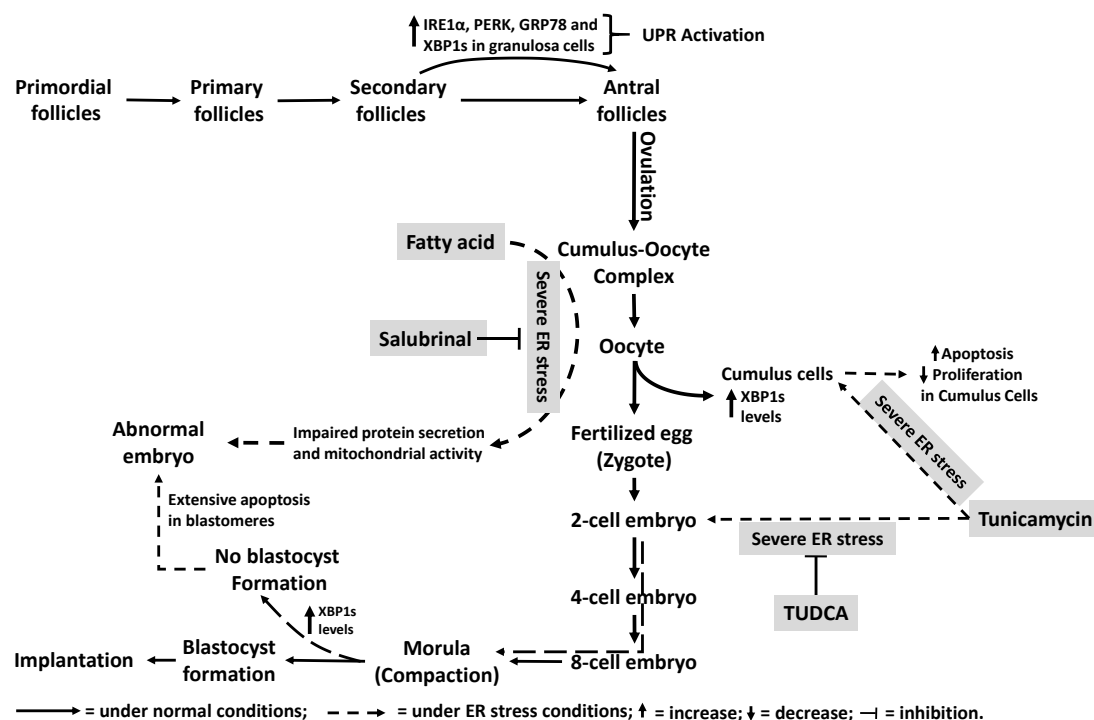 IRE1α, PERK, GRP78 and
XBP1s in granulosa cells
UPR Activation
Primordial
follicles
Primary
follicles
Secondary
follicles
Antral
follicles
Ovulation
Fatty acid
Cumulus-Oocyte
Complex
Severe ER stress
Salubrinal
Oocyte
Cumulus cells
XBP1s
levels
Apoptosis
Proliferation
in Cumulus Cells
Severe ER stress
Abnormal
embryo
Impaired protein secretion
and mitochondrial activity
Fertilized egg
(Zygote)
Extensive apoptosis
in blastomeres
2-cell embryo
Tunicamycin
Severe ER stress
No blastocyst
Formation
4-cell embryo
TUDCA
XBP1s
levels
Implantation
Blastocyst
formation
Morula
(Compaction)
8-cell embryo
= under normal conditions; = under ER stress conditions; = increase; = decrease; = inhibition.